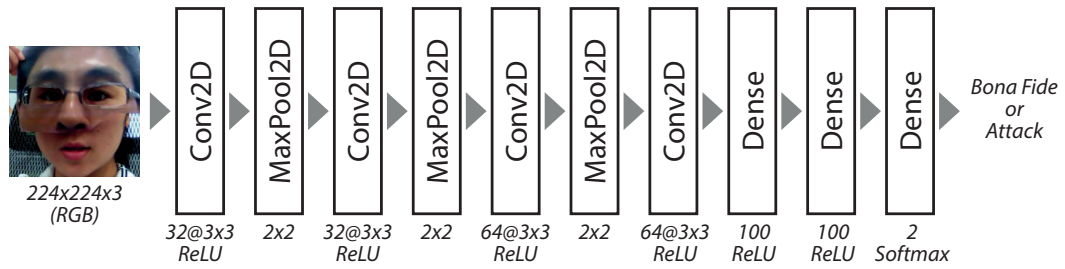 Conv2D
MaxPool2D
Conv2D
MaxPool2D
Conv2D
MaxPool2D
Conv2D
Dense
Dense
Dense
Bona Fide
or
Attack
224x224x3
(RGB)
32@3x3
ReLU
2x2
32@3x3
ReLU
2x2
64@3x3
ReLU
2x2
64@3x3
ReLU
100
ReLU
100
ReLU
2
Softmax